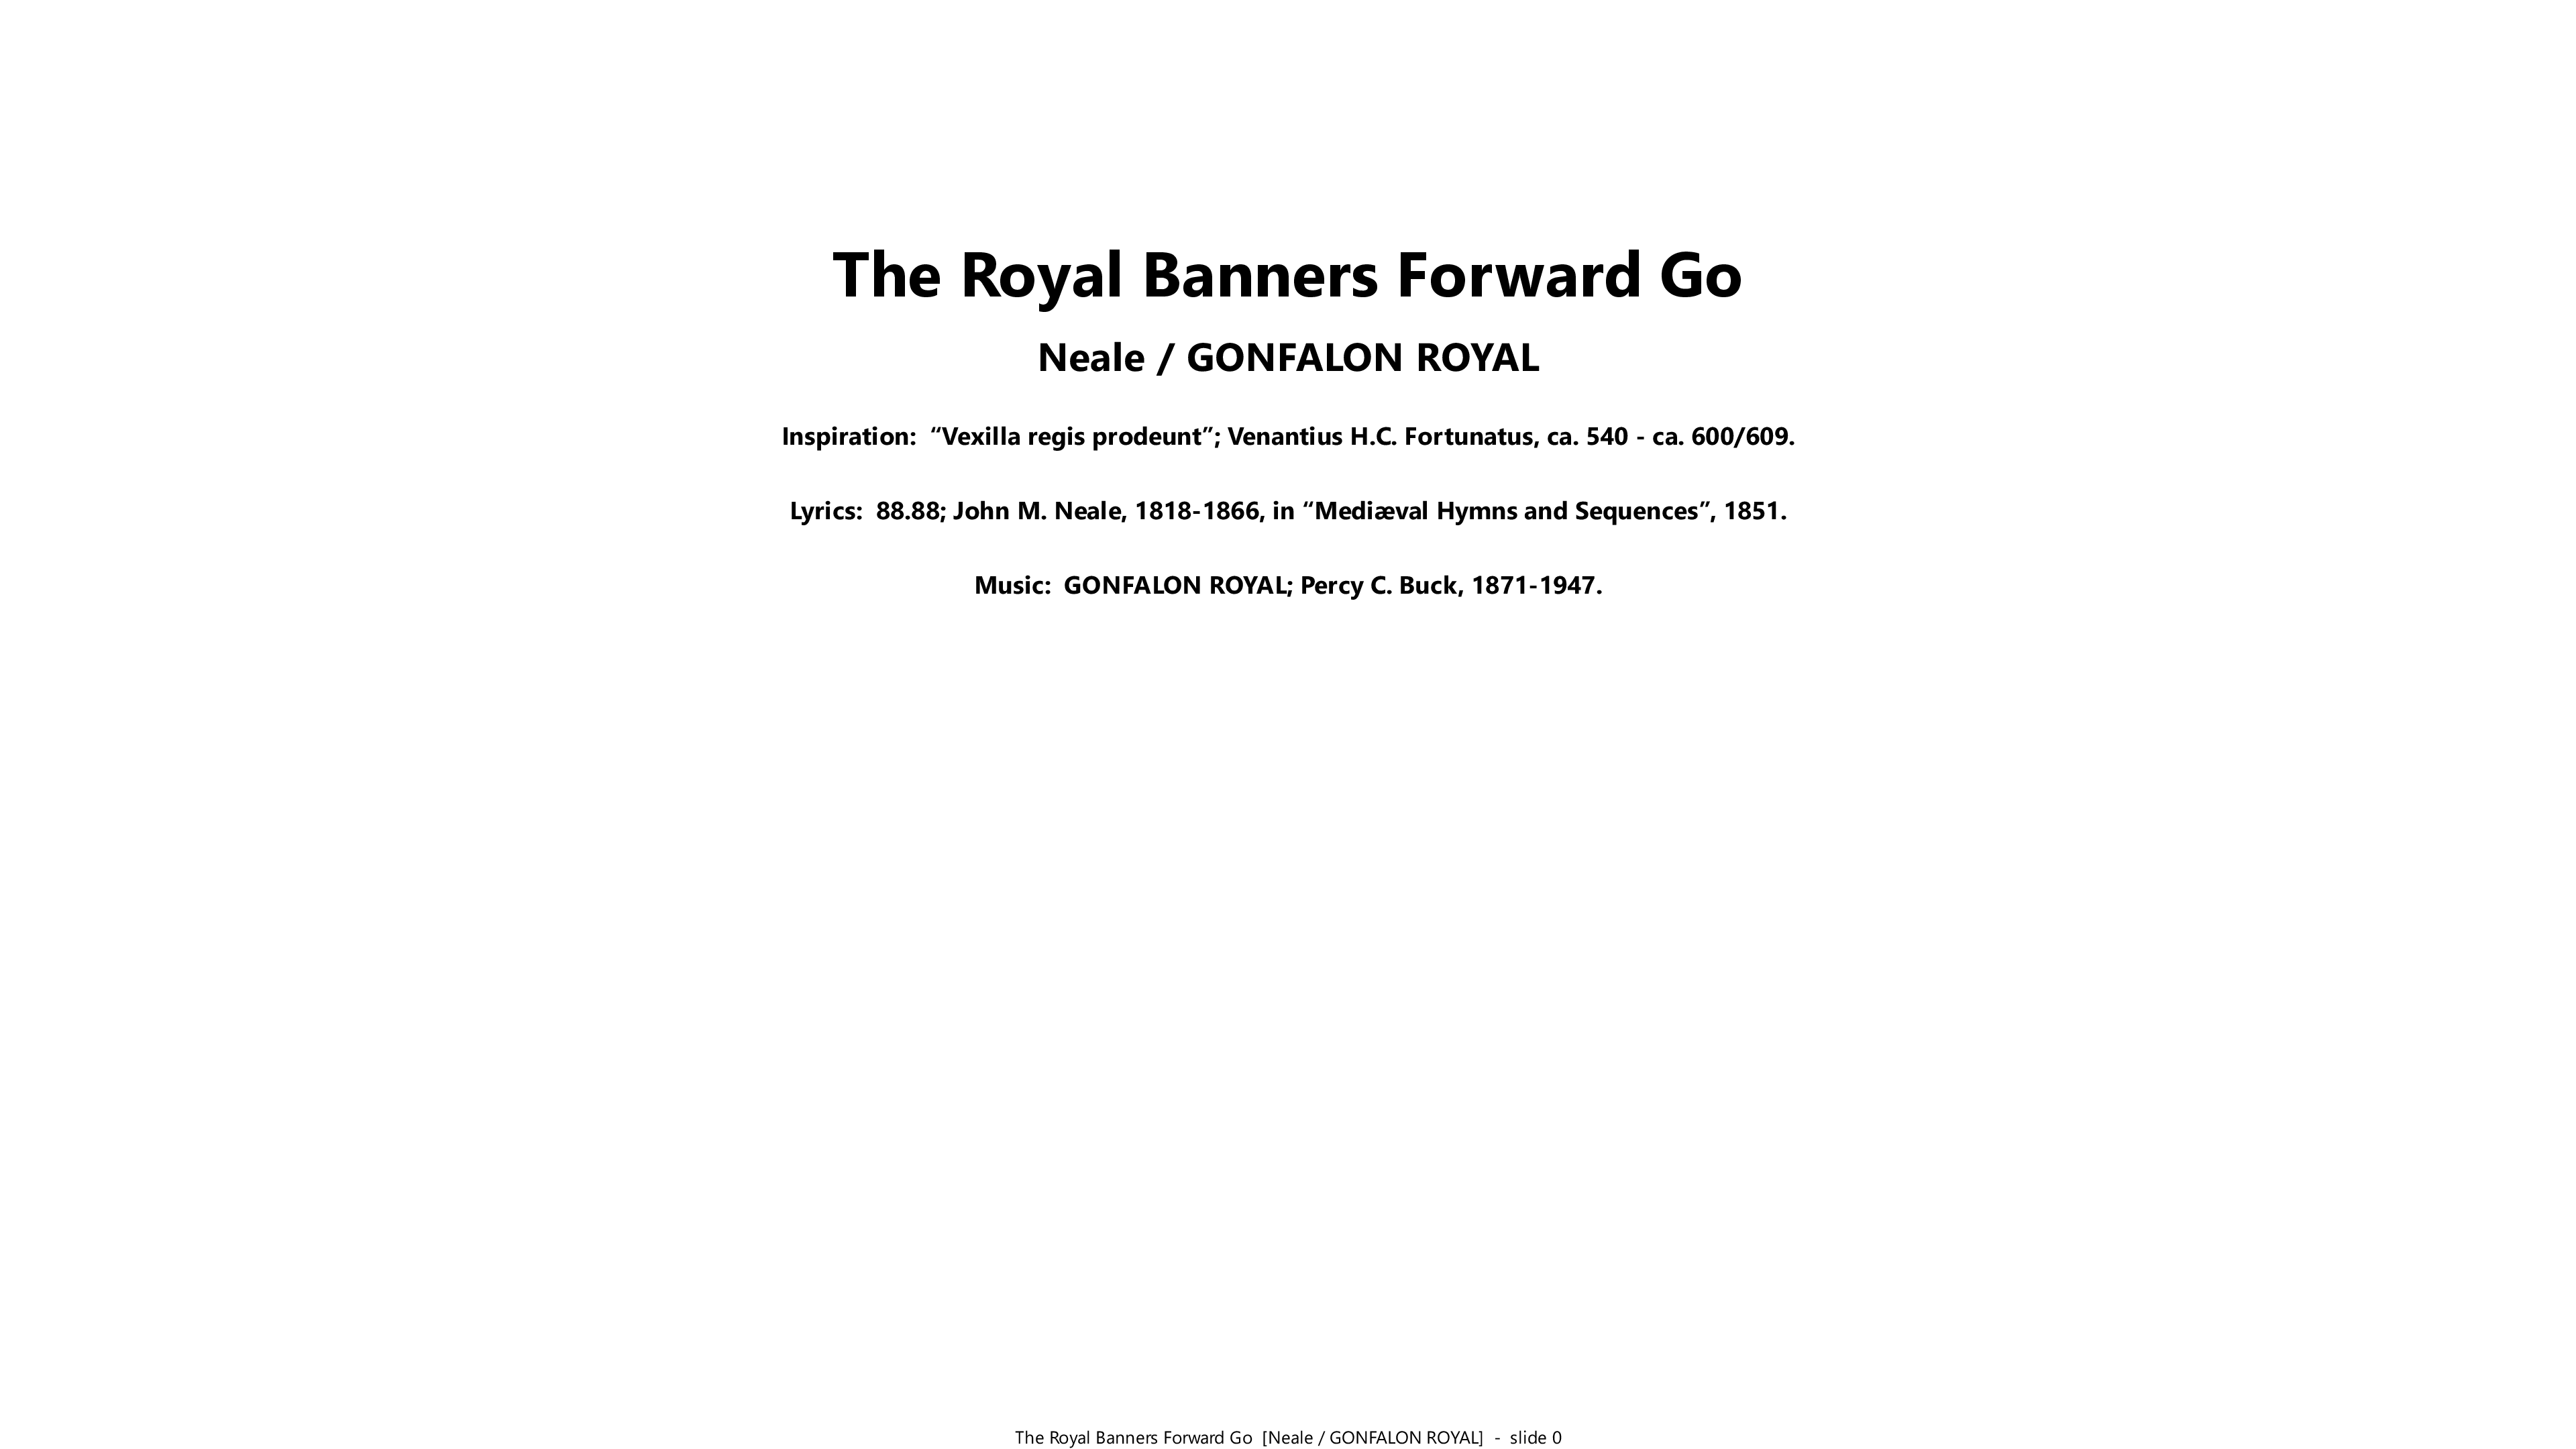 The Royal Banners Forward Go
Neale / GONFALON ROYAL
Inspiration:  “Vexilla regis prodeunt”; Venantius H.C. Fortunatus, ca. 540 - ca. 600/609.
Lyrics:  88.88; John M. Neale, 1818-1866, in “Mediæval Hymns and Sequences”, 1851.
Music:  GONFALON ROYAL; Percy C. Buck, 1871-1947.
The Royal Banners Forward Go  [Neale / GONFALON ROYAL]  -  slide 0